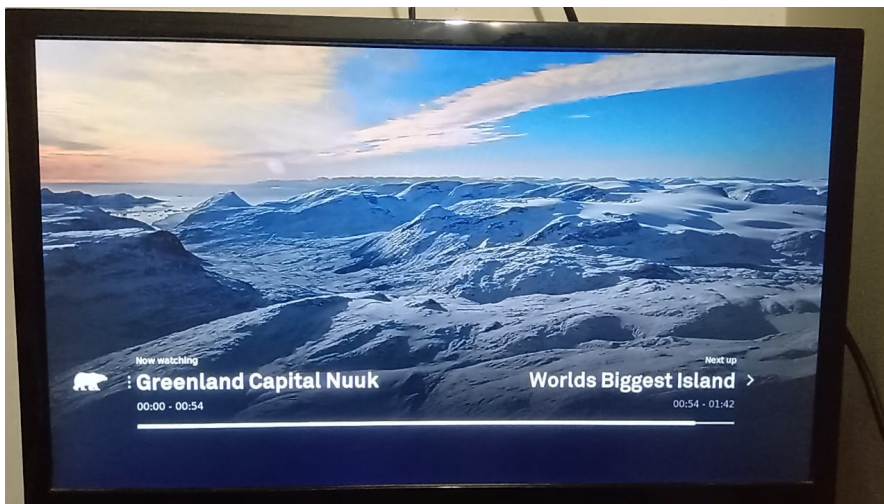 Now watching
Greenland Capital Nuuk
00:00 - 00:54
Next up
Worlds Biggest Island
00:54 - 01:42